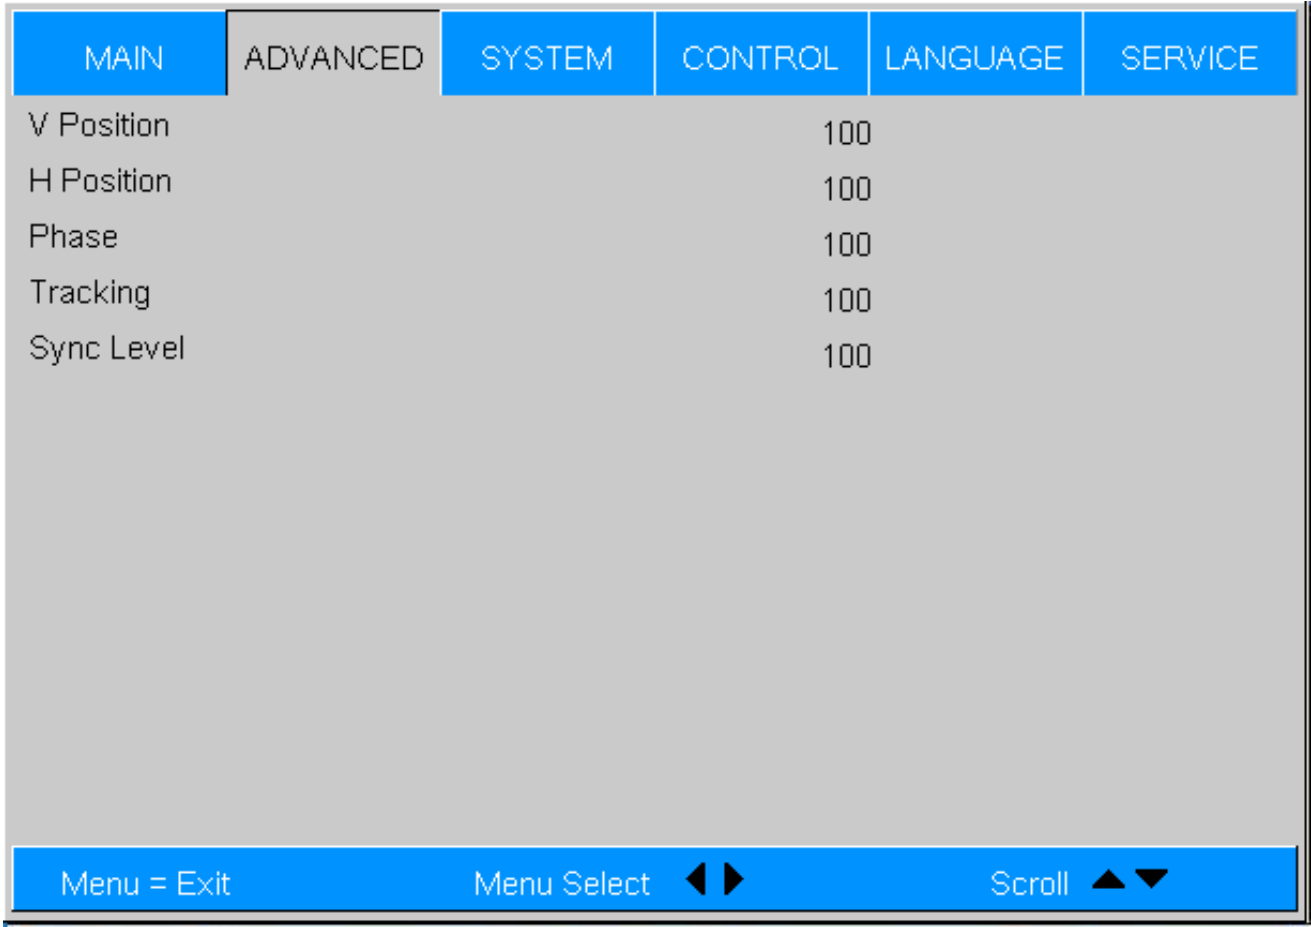 MAIN ADVANCED SYSTEM CONTROL LANGUAGE SERVICE
V Position 100
H Position 100
Phase 100
Tracking 100
Sync Level 100
Menu = Exit Menu Select Scroll